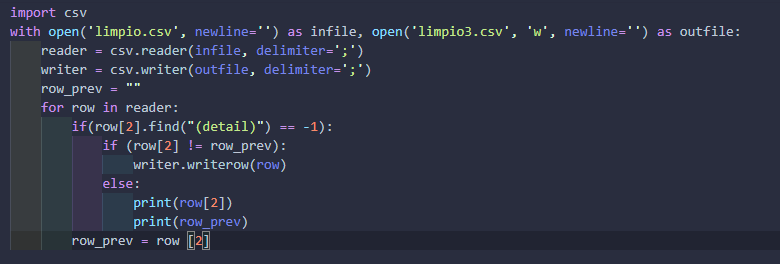 import csv
with open('limpio.csv', newline='') as infile, open('limpio3.csv', 'w', newline='') as outfile:
    reader = csv.reader(infile, delimiter=';')
    writer = csv.writer(outfile, delimiter=';')
    row_prev = ""
    for row in reader:
        if(row[2].find("(detail)") == -1):
            if (row[2] != row_prev):
                writer.writerow(row)
            else:
                print(row[2])
                print(row_prev)
        row_prev = row [2]